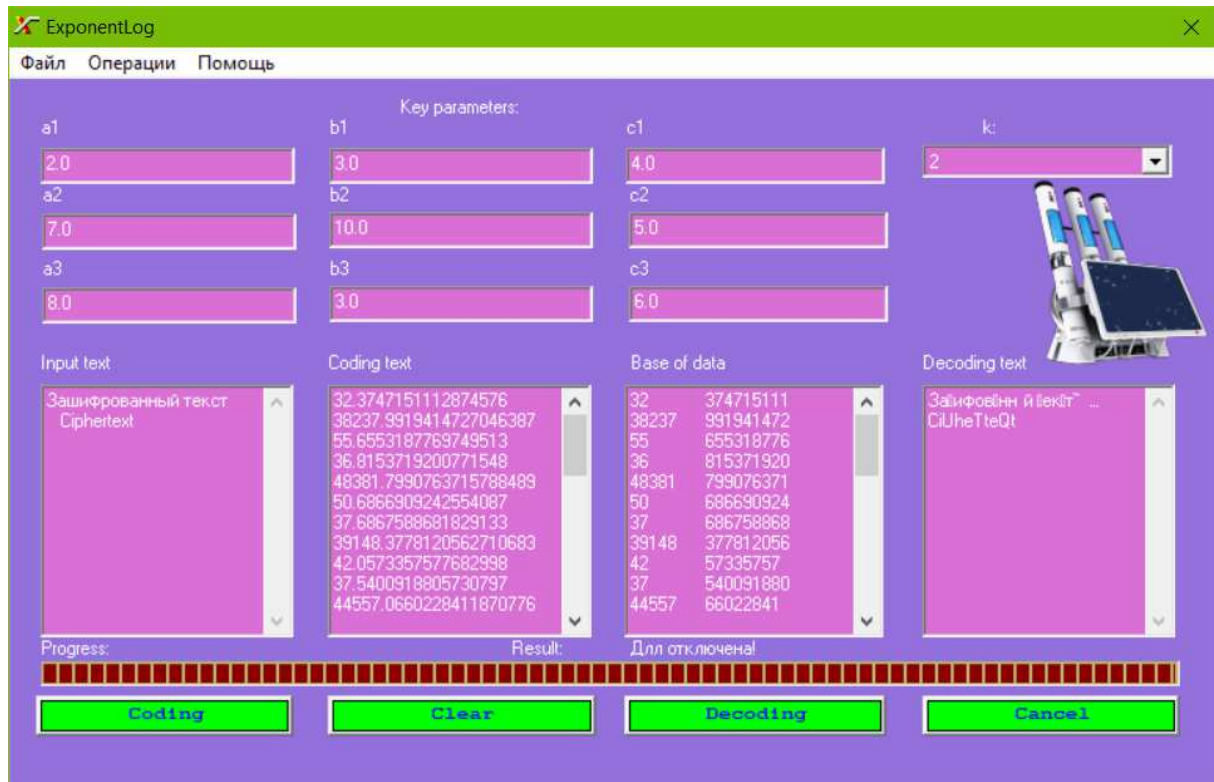 ExponentLog
Файл Операции Помощь
Key parameters:
a1 b1 c1 k:
2.0 3.0 4.0 2
a2 b2 c2
7.0 10.0 5.0
a3 b3 c3
8.0 3.0 6.0
Input text Coding text Base of data Decoding text
Зашифрованный текст
Ciphertext
32.3747151112874576
38237.9919414727046387
55.6553187769749513
36.8153719200771548
48381.7990763715788489
50.6866909242554087
37.6867588681829133
39148.3778120562710683
42.0573357577682998
37.5400918805730797
44557.0660228411870776
32 374715111
38237 991941472
55 655318776
36 815371920
48381 799076371
50 686690924
37 686758868
39148 377812056
42 57335757
37 540091880
44557 66022841
CiUheTteQt
Progress: Result: Длл отключена!
Coding Clear Decoding Cancel